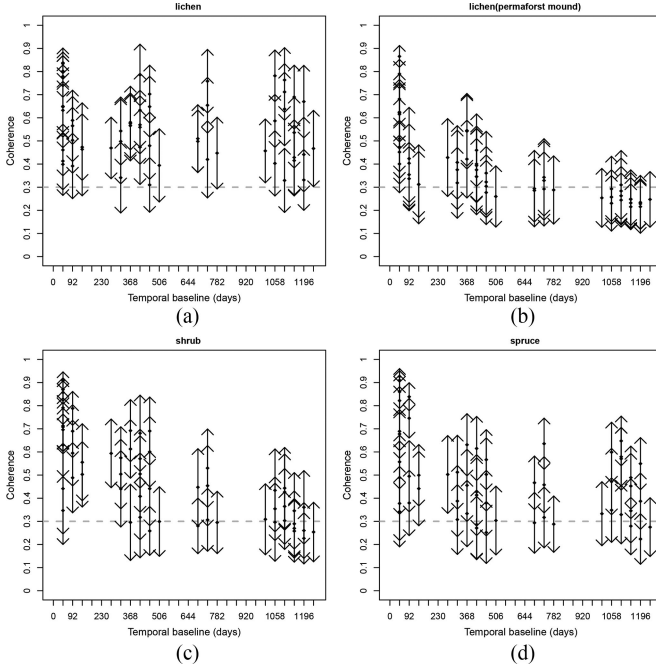 lichen
lichen(permaforst mound)
Coherence
1
0.9
0.8
0.7
0.6
0.5
0.4
0.3
0.2
0.1
0
0 92 230 368 506 644 782 920 1058 1196
Temporal baseline (days)
(a)
Coherence
1
0.9
0.8
0.7
0.6
0.5
0.4
0.3
0.2
0.1
0
0 92 230 368 506 644 782 920 1058 1196
Temporal baseline (days)
(b)
shrub
spruce
Coherence
1
0.9
0.8
0.7
0.6
0.5
0.4
0.3
0.2
0.1
0
0 92 230 368 506 644 782 920 1058 1196
Temporal baseline (days)
(c)
Coherence
1
0.9
0.8
0.7
0.6
0.5
0.4
0.3
0.2
0.1
0
0 92 230 368 506 644 782 920 1058 1196
Temporal baseline (days)
(d)